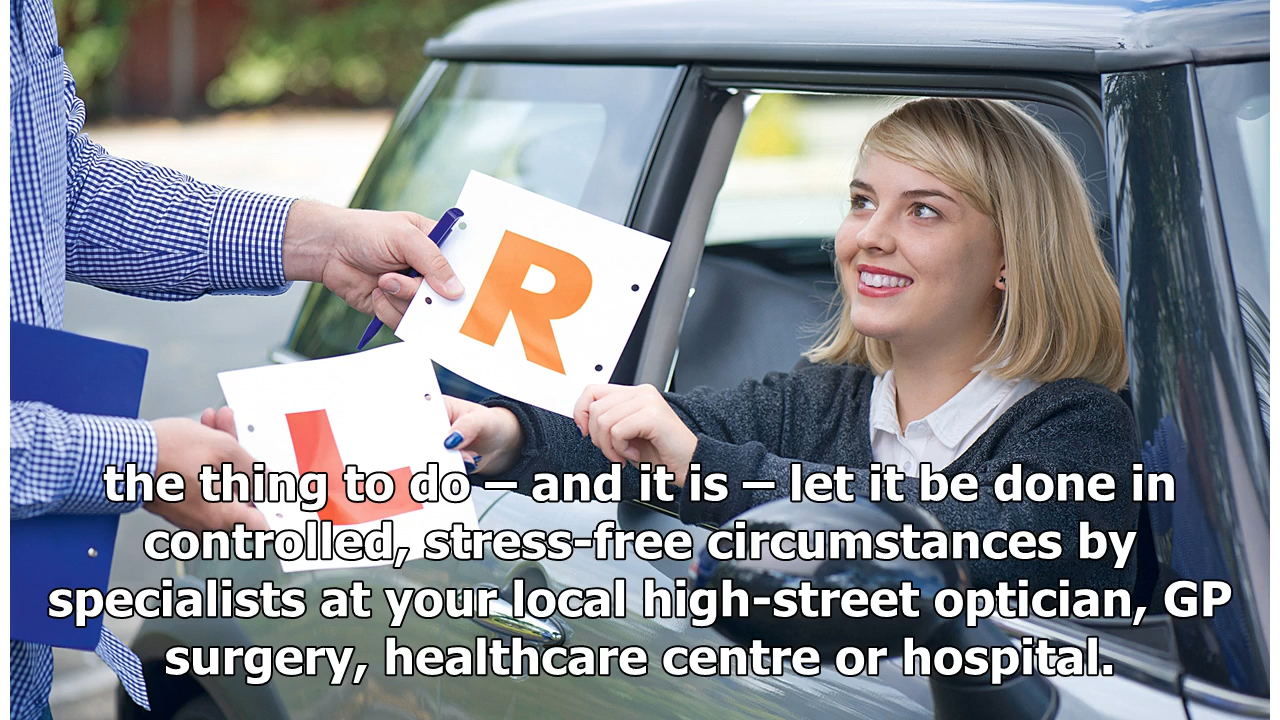 R
L
the thing to do – and it is – let it be done in
controlled, stress-free circumstances by
specialists at your local high-street optician, GP
surgery, healthcare centre or hospital.